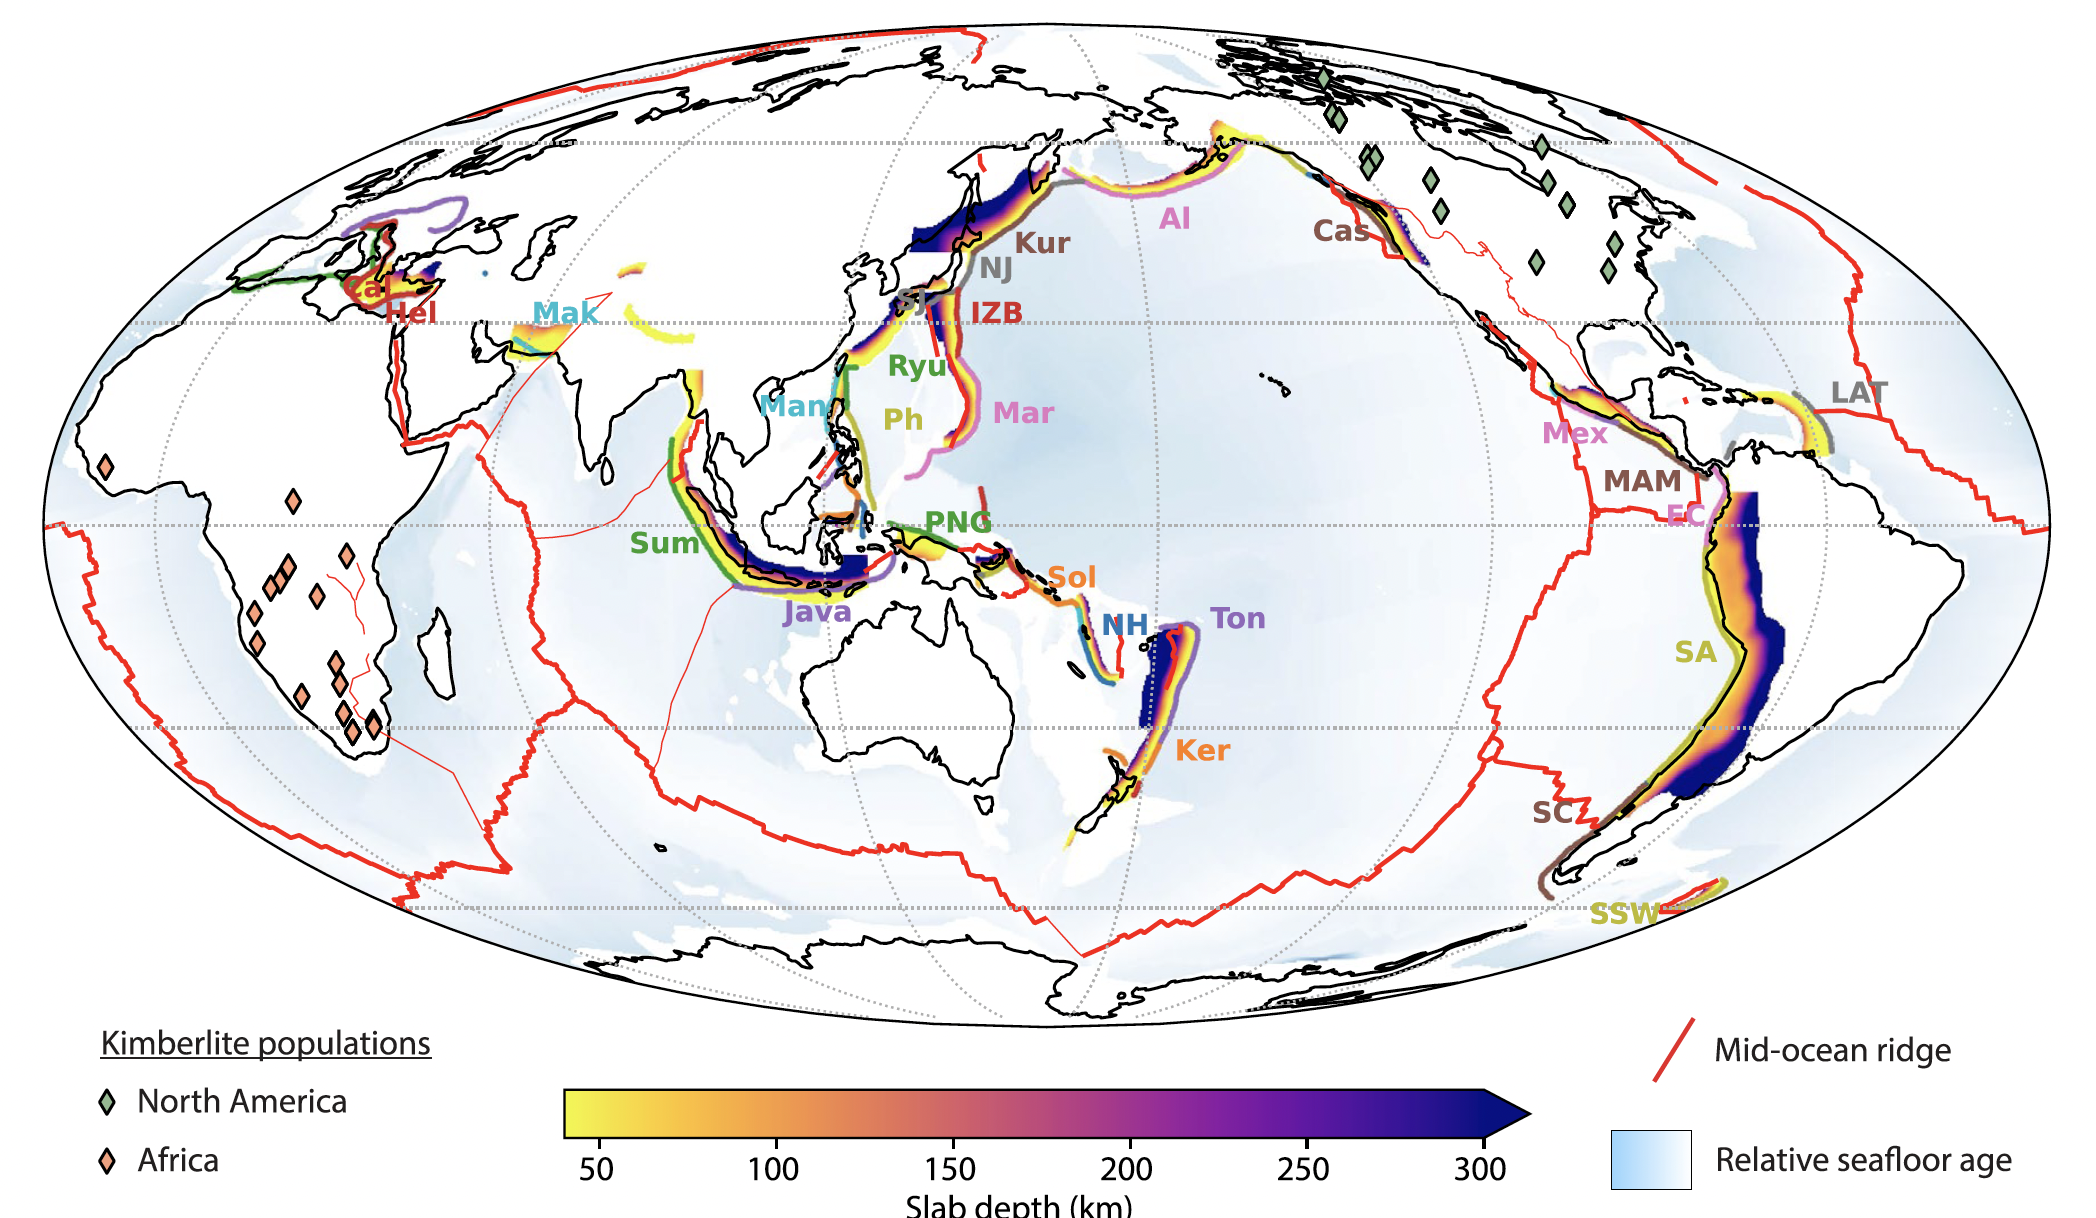 Al
Cas
Kur
NJ
Cal
Hel
Mak
SJ
IZB
Ryu
Man
Ph
Mar
LAT
Mex
MAM
EC
PNG
Sum
Sol
Java
NH
Ton
SA
Ker
SC
SSW
Kimberlite populations
North America
Africa
50 100 150 200 250 300
Slab depth (km)
Mid-ocean ridge
Relative seafloor age